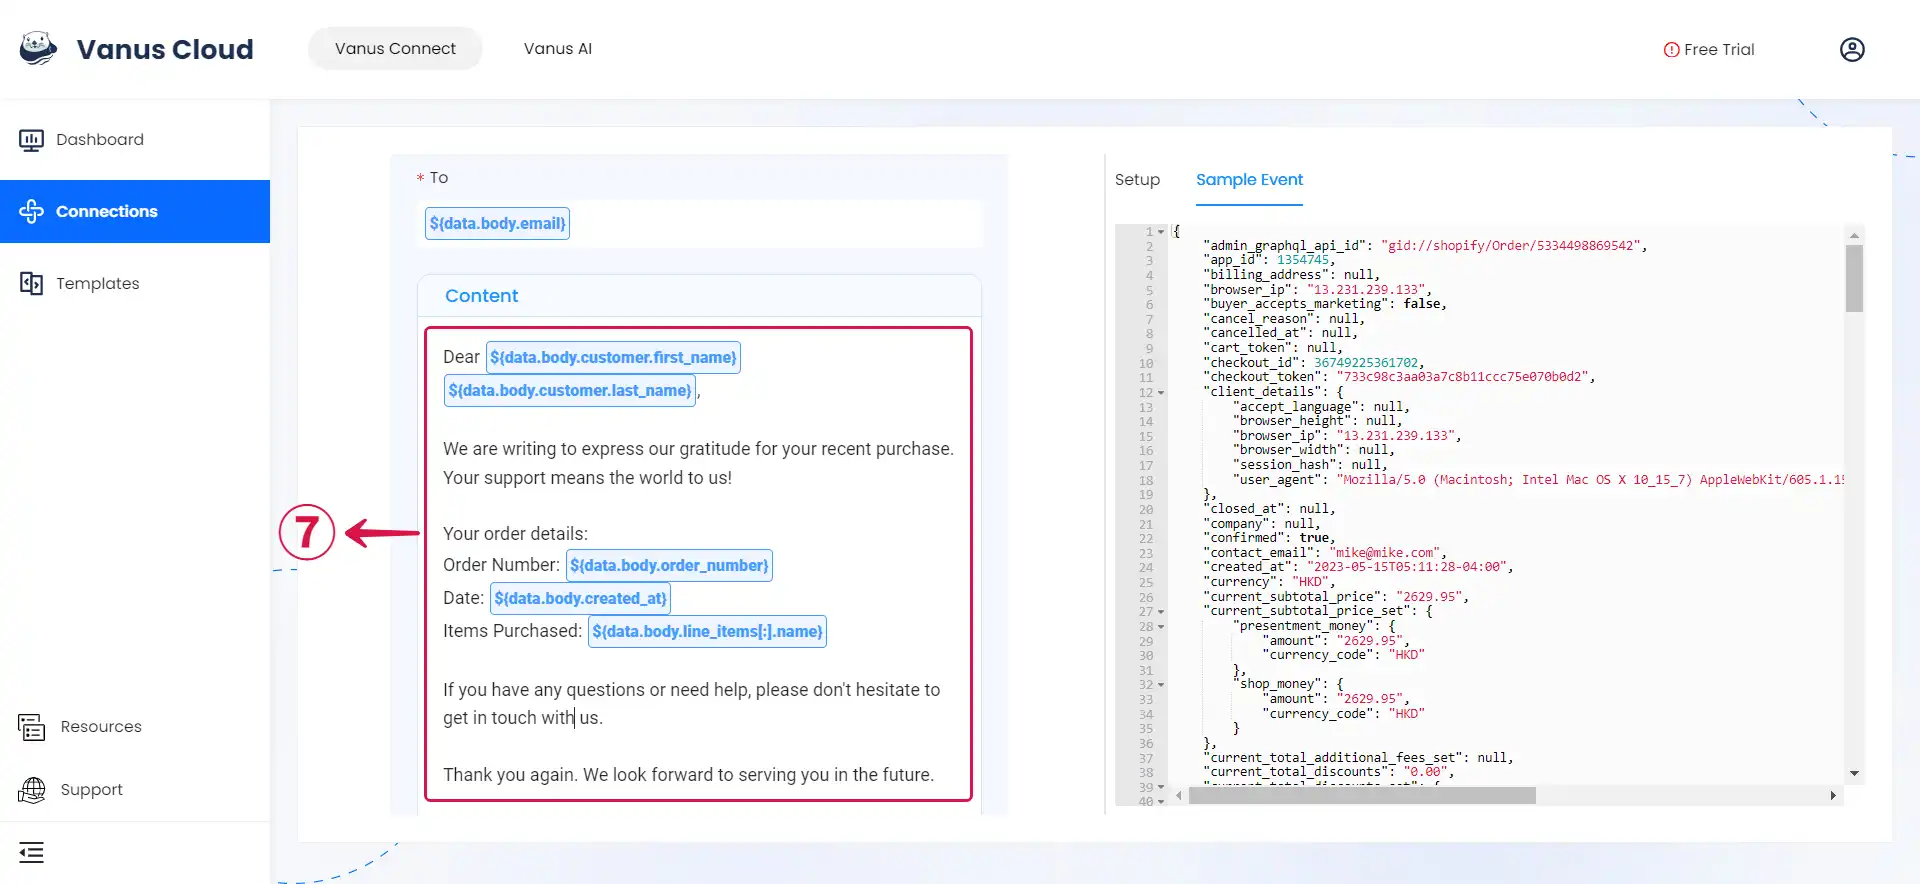 Vanus Cloud
Vanus Connect
Vanus AI
Free Trial
Dashboard
Connections
Templates
Resources
Support
* To
${data.body.email}
Content
Dear ${data.body.customer.first_name}
${data.body.customer.last_name},
We are writing to express our gratitude for your recent purchase.
Your support means the world to us!
Your order details:
Order Number: ${data.body.order_number}
Date: ${data.body.created_at}
Items Purchased: ${data.body.line_items[:].name}
If you have any questions or need help, please don't hesitate to
get in touch with us.
Thank you again. We look forward to serving you in the future.
7
Setup
Sample Event
1 {
2 "admin_graphql_api_id": "gid://shopify/Order/5334498869542",
3 "app_id": 1354745,
4 "billing_address": null,
5 "browser_ip": "13.231.239.133",
6 "buyer_accepts_marketing": false,
7 "cancel_reason": null,
8 "cancelled_at": null,
9 "cart_token": null,
10 "checkout_id": 36749225361702,
11 "checkout_token": "733c98c3aa03a7c8b11ccc75e070b0d2",
12 "client_details": {
13 "accept_language": null,
14 "browser_height": null,
15 "browser_ip": "13.231.239.133",
16 "browser_width": null,
17 "session_hash": null,
18 "user_agent": "Mozilla/5.0 (Macintosh; Intel Mac OS X 10_15_7) AppleWebKit/605.1.15
19 },
20 "closed_at": null,
21 "company": null,
22 "confirmed": true,
23 "contact_email": "mike@mike.com",
24 "created_at": "2023-05-15T05:11:28-04:00",
25 "currency": "HKD",
26 "current_subtotal_price": "2629.95",
27 "current_subtotal_price_set": {
28 "presentment_money": {
29 "amount": "2629.95",
30 "currency_code": "HKD"
31 },
32 "shop_money": {
33 "amount": "2629.95",
34 "currency_code": "HKD"
35 }
36 },
37 "current_total_additional_fees_set": null,
38 "current_total_discounts": "0.00",
39 "current_total_discounts_set": {
40